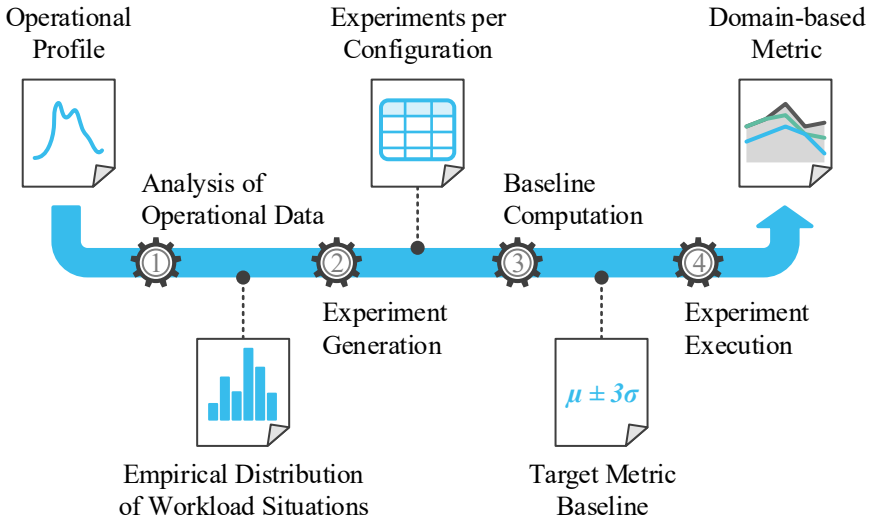 Operational
Profile
Experiments per
Configuration
Domain-based
Metric
Analysis of
Operational Data
Baseline
Computation
1
2
3
4
Experiment
Generation
Experiment
Execution
μ ± 3σ
Empirical Distribution
of Workload Situations
Target Metric
Baseline